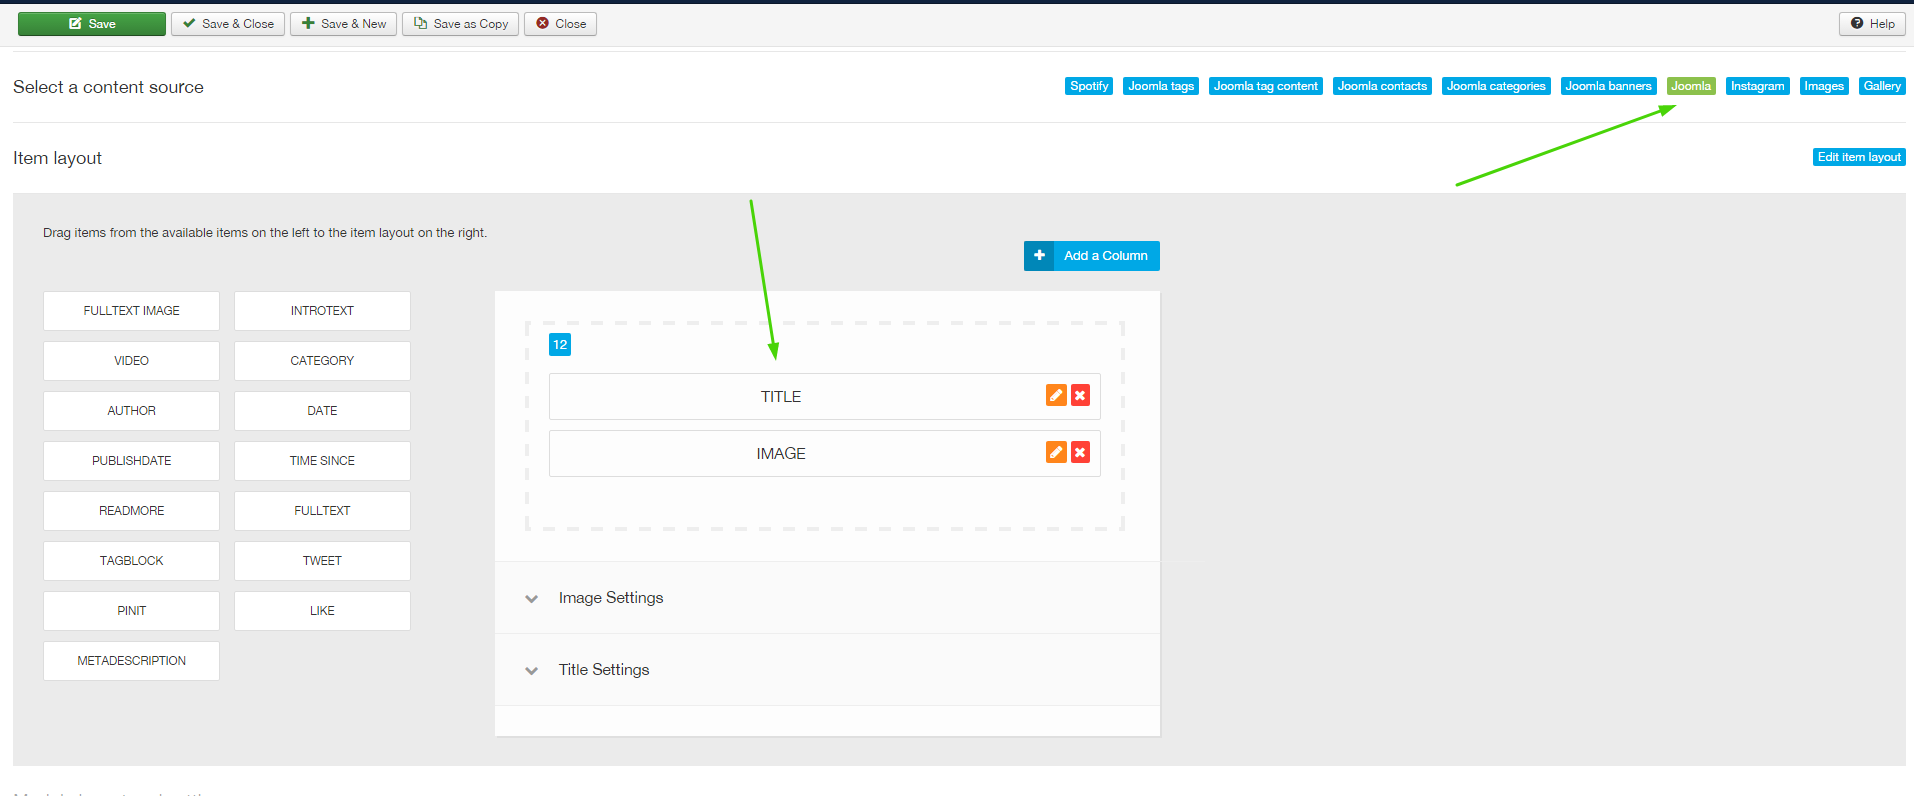 Save
Save & Close
Save & New
Save as Copy
Close
Help
Select a content source
Spotify
Joomla tags
Joomla tag content
Joomla contacts
Joomla categories
Joomla banners
Joomla
Instagram
Images
Gallery
Item layout
Edit item layout
Drag items from the available items on the left to the item layout on the right.
Add a Column
FULLTEXT IMAGE
INTROTEXT
VIDEO
CATEGORY
AUTHOR
DATE
PUBLISHDATE
TIME SINCE
READMORE
FULLTEXT
TAGBLOCK
TWEET
PINIT
LIKE
METADESCRIPTION
12
TITLE
IMAGE
Image Settings
Title Settings